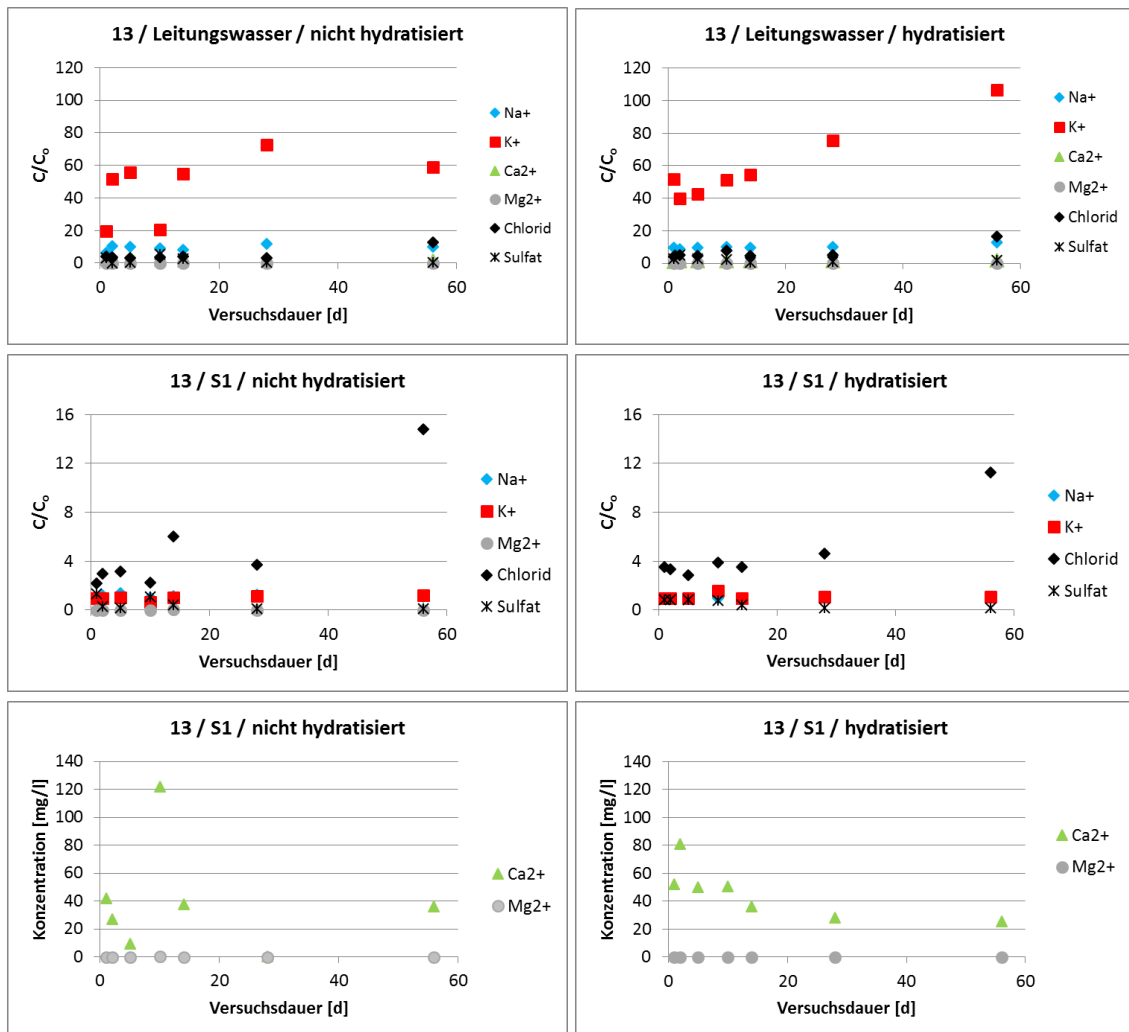 13 / Leitungswasser / nicht hydratisiert
C/Co
120
100
80
60
40
20
0
0 20 40 60
Versuchsdauer [d]
Na+
K+
Ca2+
Mg2+
Chlorid
Sulfat
13 / Leitungswasser / hydratisiert
C/Co
120
100
80
60
40
20
0
0 20 40 60
Versuchsdauer [d]
Na+
K+
Ca2+
Mg2+
Chlorid
Sulfat
13 / S1 / nicht hydratisiert
C/Co
16
12
8
4
0
0 20 40 60
Versuchsdauer [d]
Na+
K+
Mg2+
Chlorid
Sulfat
13 / S1 / hydratisiert
C/Co
16
12
8
4
0
0 20 40 60
Versuchsdauer [d]
Na+
K+
Chlorid
Sulfat
13 / S1 / nicht hydratisiert
Konzentration [mg/l]
140
120
100
80
60
40
20
0
0 20 40 60
Versuchsdauer [d]
Ca2+
Mg2+
13 / S1 / hydratisiert
Konzentration [mg/l]
140
120
100
80
60
40
20
0
0 20 40 60
Versuchsdauer [d]
Ca2+
Mg2+